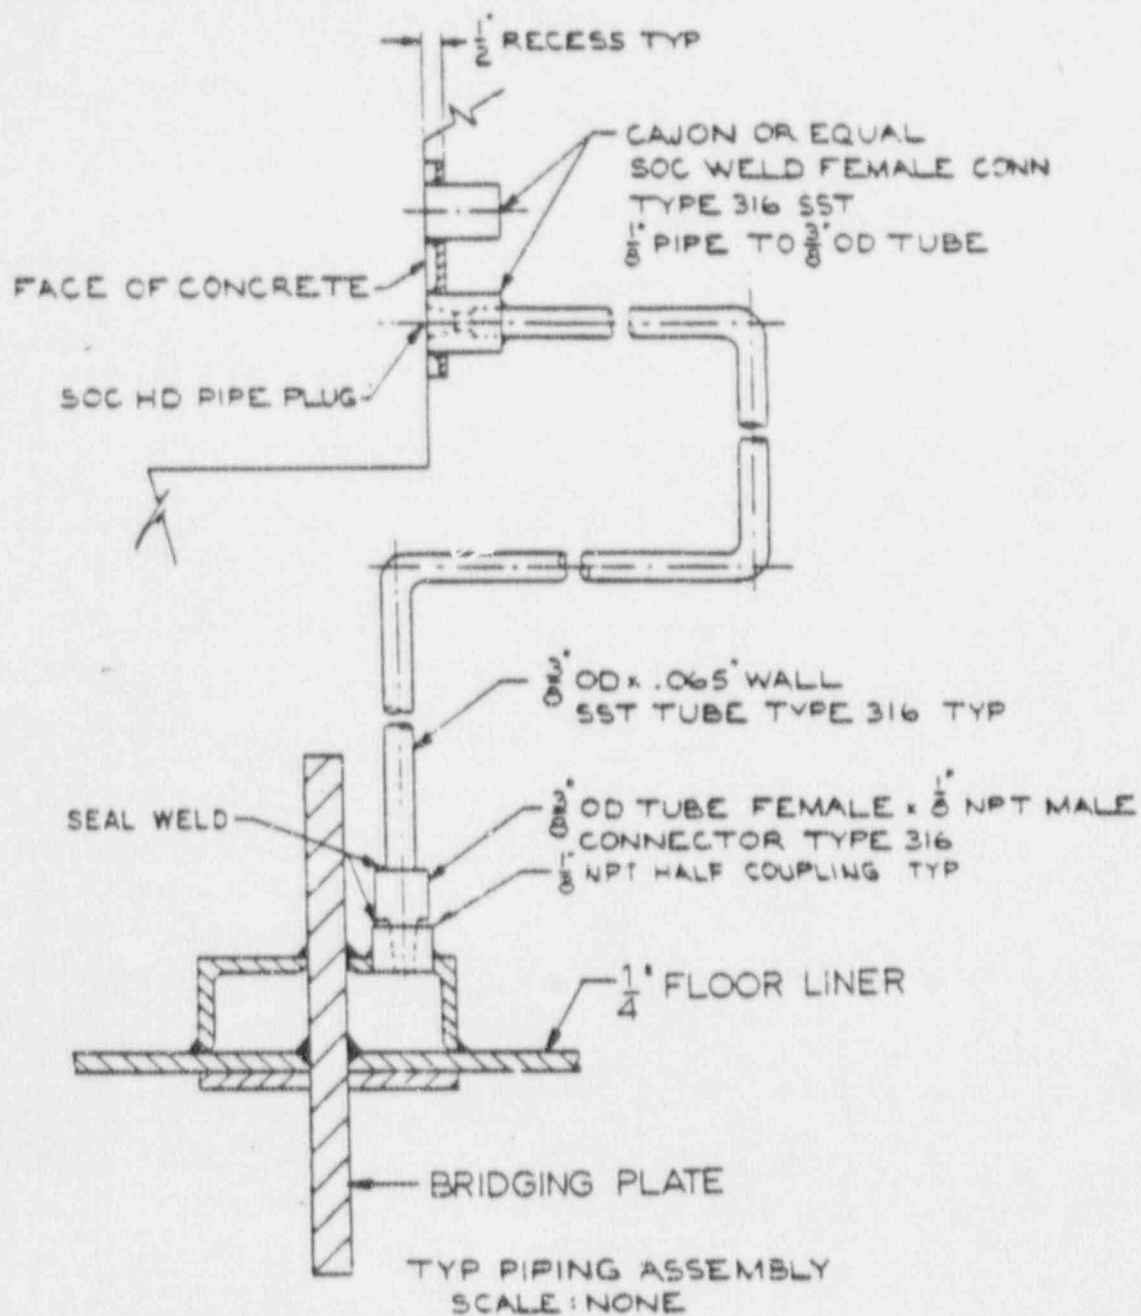 1/2" RECESS TYP
CAJON OR EQUAL
SOC WELD FEMALE CONN
TYPE 316 SST
1/8" PIPE TO 3/8" OD TUBE
FACE OF CONCRETE
SOC HD PIPE PLUG
3/8" OD x .065" WALL
SST TUBE TYPE 316 TYP
SEAL WELD
3/8" OD TUBE FEMALE x 1/8" NPT MALE
CONNECTOR TYPE 316
1/8" NPT HALF COUPLING TYP
1/4" FLOOR LINER
BRIDGING PLATE
TYP PIPING ASSEMBLY
SCALE: NONE